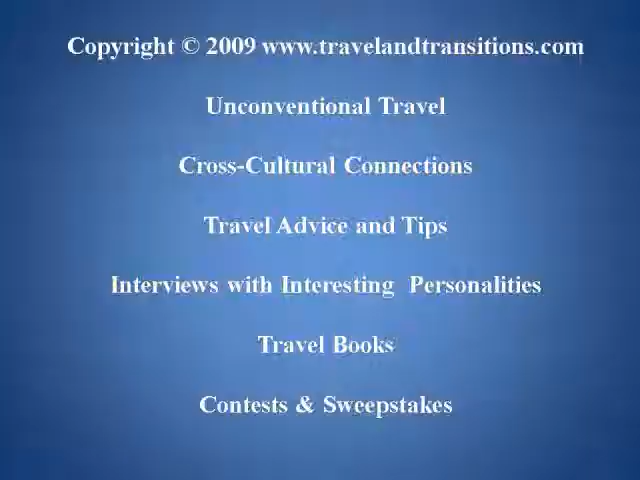 Copyright © 2009 www.travelandtransitions.com
Unconventional Travel
Cross-Cultural Connections
Travel Advice and Tips
Interviews with Interesting  Personalities
Travel Books
Contests & Sweepstakes